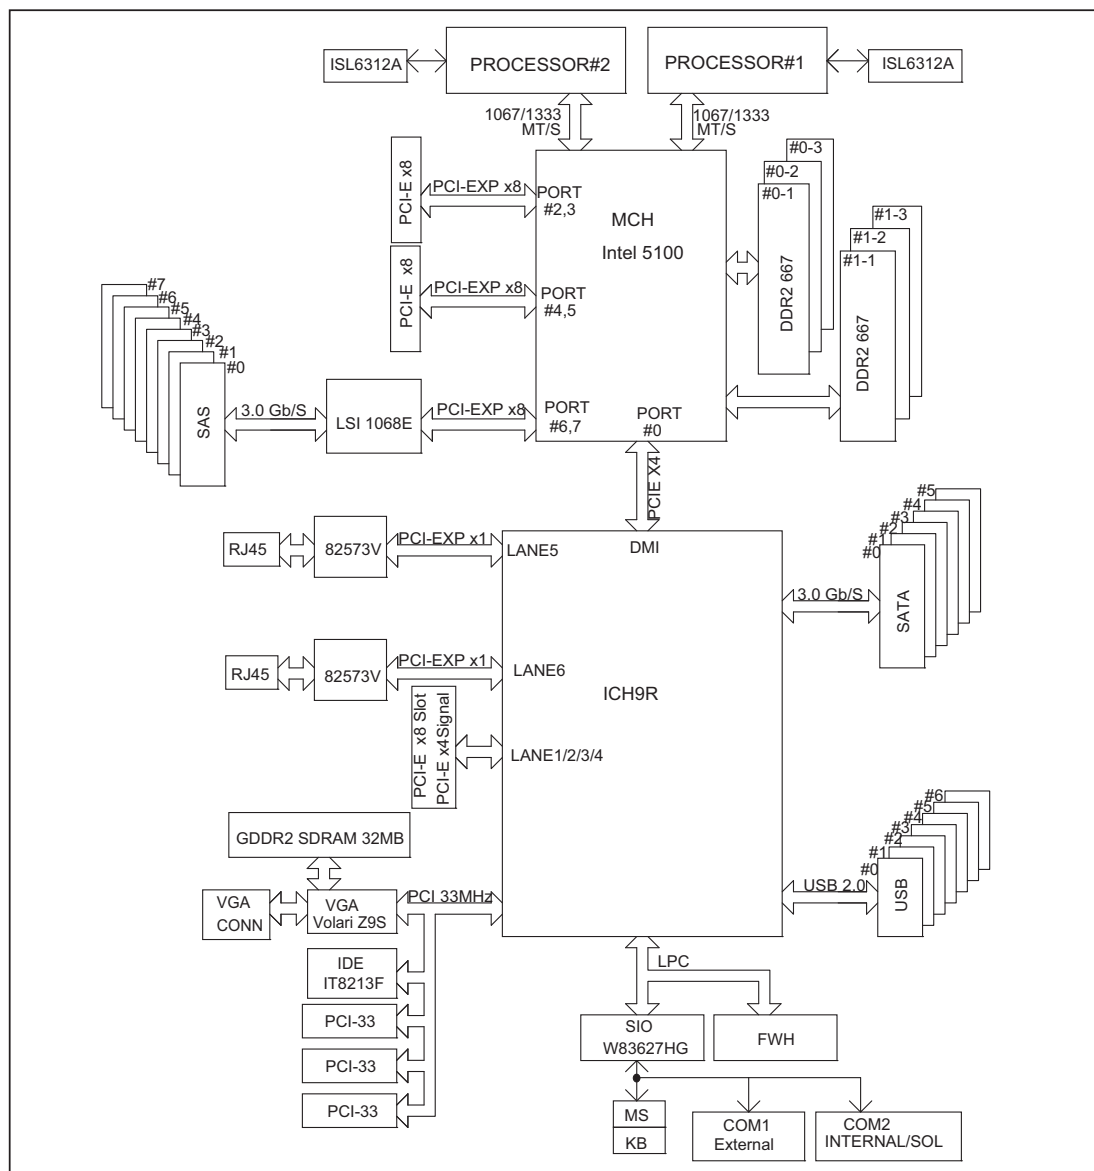 ISL6312A
PROCESSOR#2
PROCESSOR#1
ISL6312A
1067/1333
MT/S
1067/1333
MT/S
PCI-E x8
PCI-EXP x8
PORT
#2,3
MCH
Intel 5100
#0-3
#0-2
#0-1
DDR2 667
#1-3
#1-2
#1-1
DDR2 667
PCI-E x8
PCI-EXP x8
PORT
#4,5
#7
#6
#5
#4
#3
#2
#1
#0
SAS
3.0 Gb/S
LSI 1068E
PCI-EXP x8
PORT
#6,7
PORT
#0
PCIE X4
RJ45
82573V
PCI-EXP x1
LANE5
DMI
#5
#4
#3
#2
#1
#0
SATA
3.0 Gb/S
RJ45
82573V
PCI-EXP x1
LANE6
ICH9R
PCI-E x8 Slot
PCI-E x4Signal
LANE1/2/3/4
GDDR2 SDRAM 32MB
VGA
CONN
VGA
Volari Z9S
PCI 33MHz
#6
#5
#4
#3
#2
#1
#0
USB
USB 2.0
IDE
IT8213F
PCI-33
PCI-33
PCI-33
LPC
SIO
W83627HG
FWH
MS
KB
COM1
External
COM2
INTERNAL/SOL